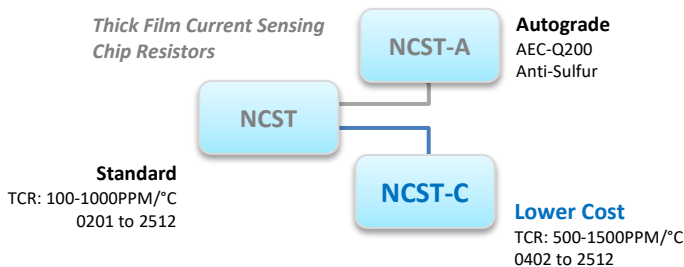 Thick Film Current Sensing
Chip Resistors
NCST-A
Autograde
AEC-Q200
Anti-Sulfur
NCST
Standard
TCR: 100-1000PPM/°C
0201 to 2512
NCST-C
Lower Cost
TCR: 500-1500PPM/°C
0402 to 2512